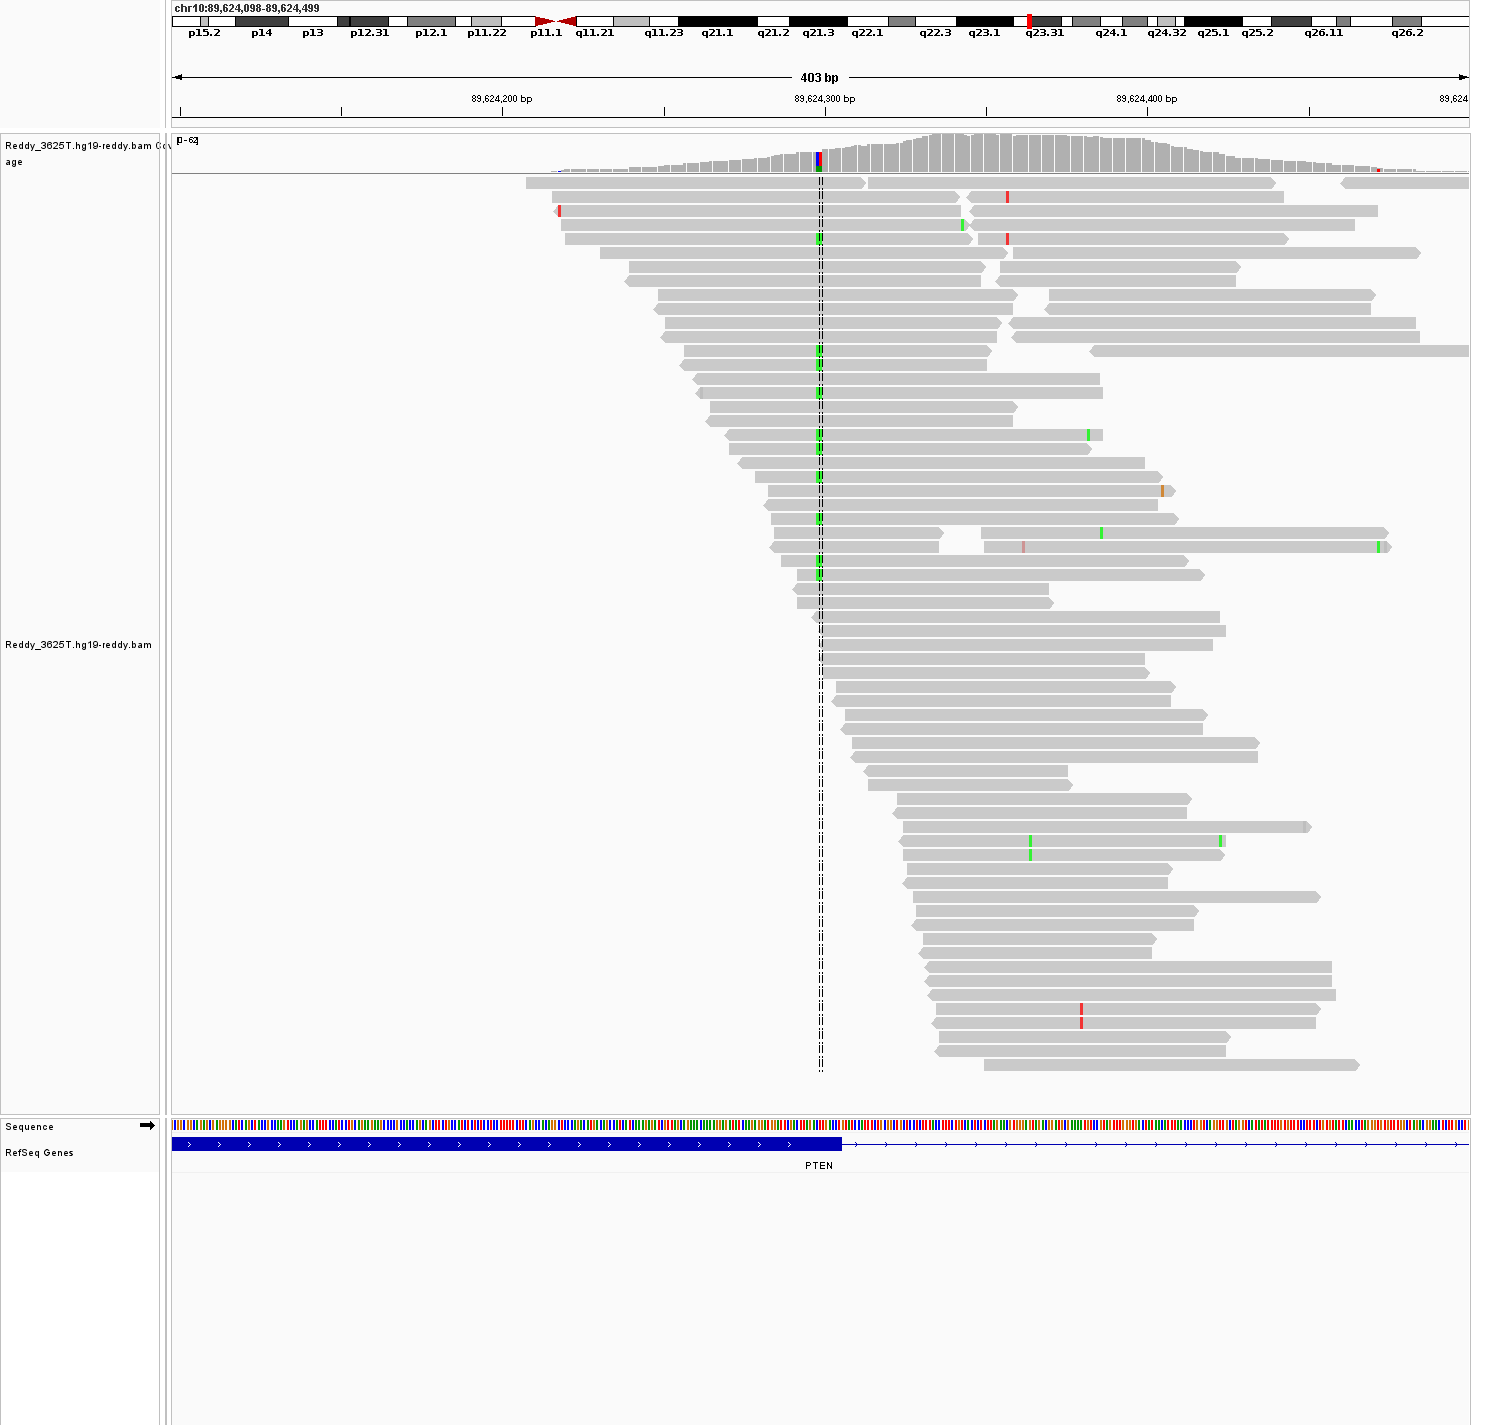 chr10:89,624,098-89,624,499
p15.2 p14 p13 p12.31 p12.1 p11.22 p11.1 q11.21 q11.23 q21.1 q21.2 q21.3 q22.1 q22.3 q23.1 q23.31 q24.1 q24.32 q25.1 q25.2 q26.11 q26.2
403 bp
89,624,200 bp 89,624,300 bp 89,624,400 bp 89,624
Reddy_3625T.hg19-reddy.bam Cov
age
[0-62]
Reddy_3625T.hg19-reddy.bam
Sequence
RefSeq Genes
PTEN